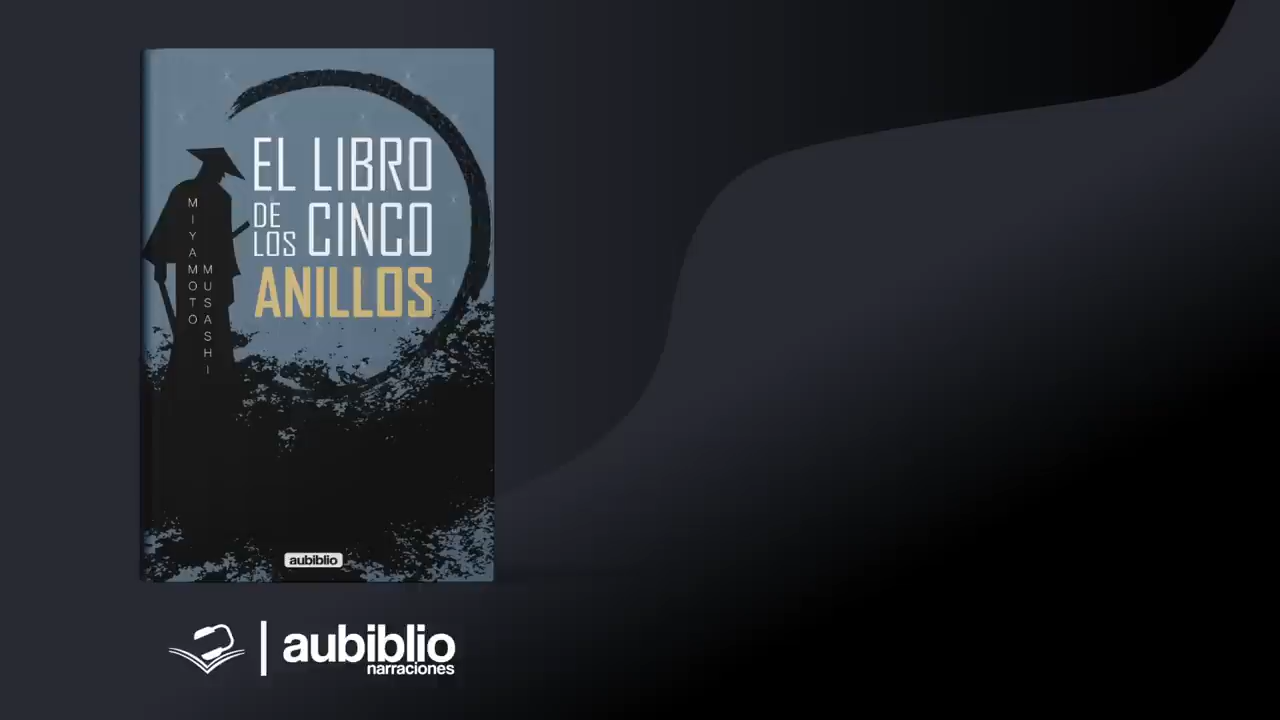 EL LIBRO
DE LOS CINCO
ANILLOS
MIYAMOTO
MUSASHI
aubiblio
aubiblio
narraciones